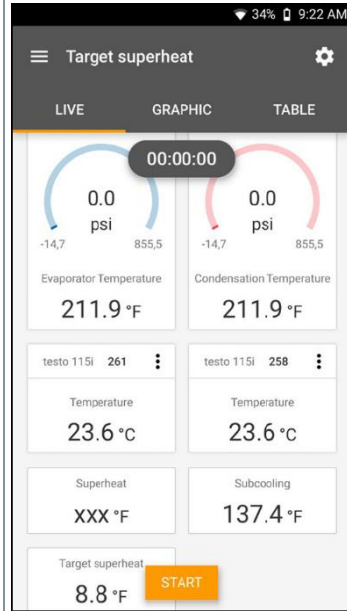 34% 9:22 AM
Target superheat
LIVE GRAPHIC TABLE
00:00:00
0.0 0.0
psi psi
-14,7 855,5 -14,7 855,5
Evaporator Temperature Condensation Temperature
211.9 °F 211.9 °F
testo 115i 261 testo 115i 258
Temperature Temperature
23.6 °C 23.6 °C
Superheat Subcooling
xxx °F 137.4 °F
Target superheat
8.8 °F START